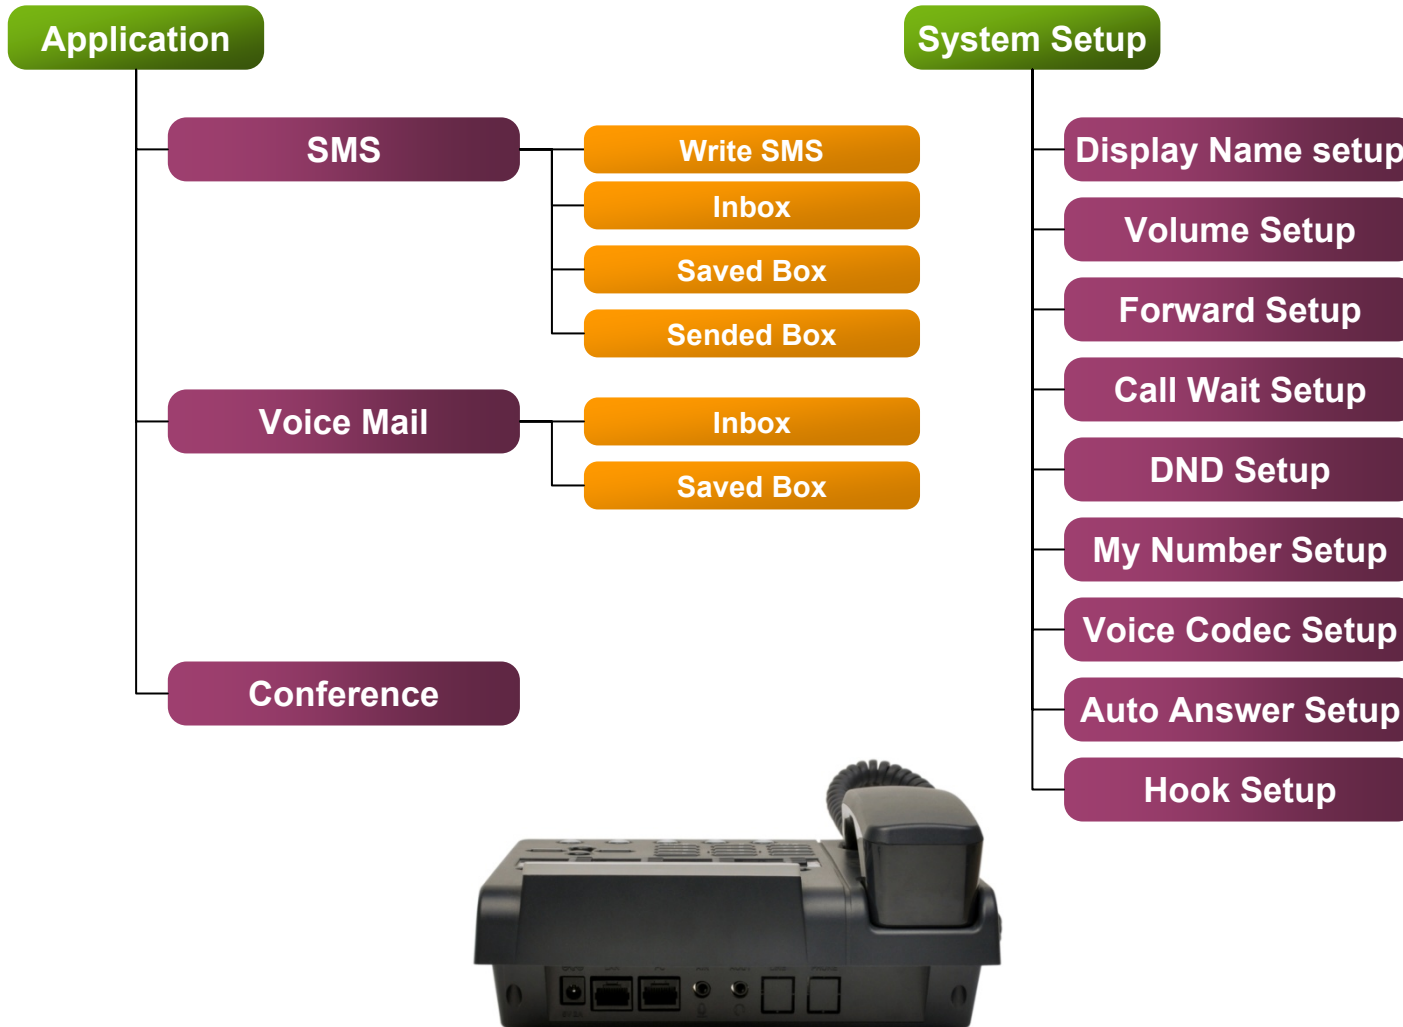 Application
SMS
Write SMS
Inbox
Saved Box
Sended Box
Voice Mail
Inbox
Saved Box
Conference
System Setup
Display Name setup
Volume Setup
Forward Setup
Call Wait Setup
DND Setup
My Number Setup
Voice Codec Setup
Auto Answer Setup
Hook Setup